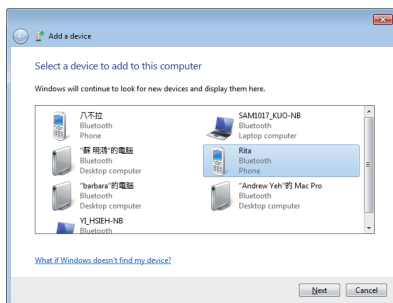 Add a device
Select a device to add to this computer
Windows will continue to look for new devices and display them here.
八不拉
Bluetooth
Phone
SAM1017_KUO-NB
Bluetooth
Laptop computer
"蘇 明鴻"的電腦
Bluetooth
Desktop computer
Rita
Bluetooth
Phone
"barbara"的電腦
Bluetooth
Desktop computer
"Andrew Yeh"的 Mac Pro
Bluetooth
Desktop computer
YI_HSIEH-NB
Bluetooth
What if Windows doesn't find my device?
Next
Cancel